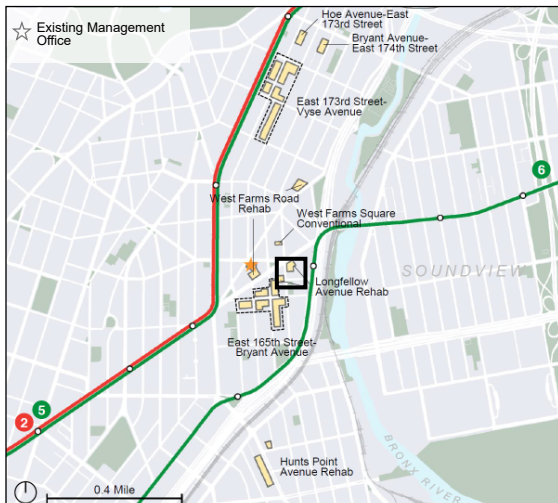 Existing Management
Office
Hoe Avenue-East
173rd Street
Bryant Avenue-
East 174th Street
East 173rd Street-
Vyse Avenue
6
West Farms Road
Rehab
West Farms Square
Conventional
SOUNDVIEW
Longfellow
Avenue Rehab
East 165th Street-
Bryant Avenue
5
2
Hunts Point
Avenue Rehab
BRONX RIVER
0.4 Mile